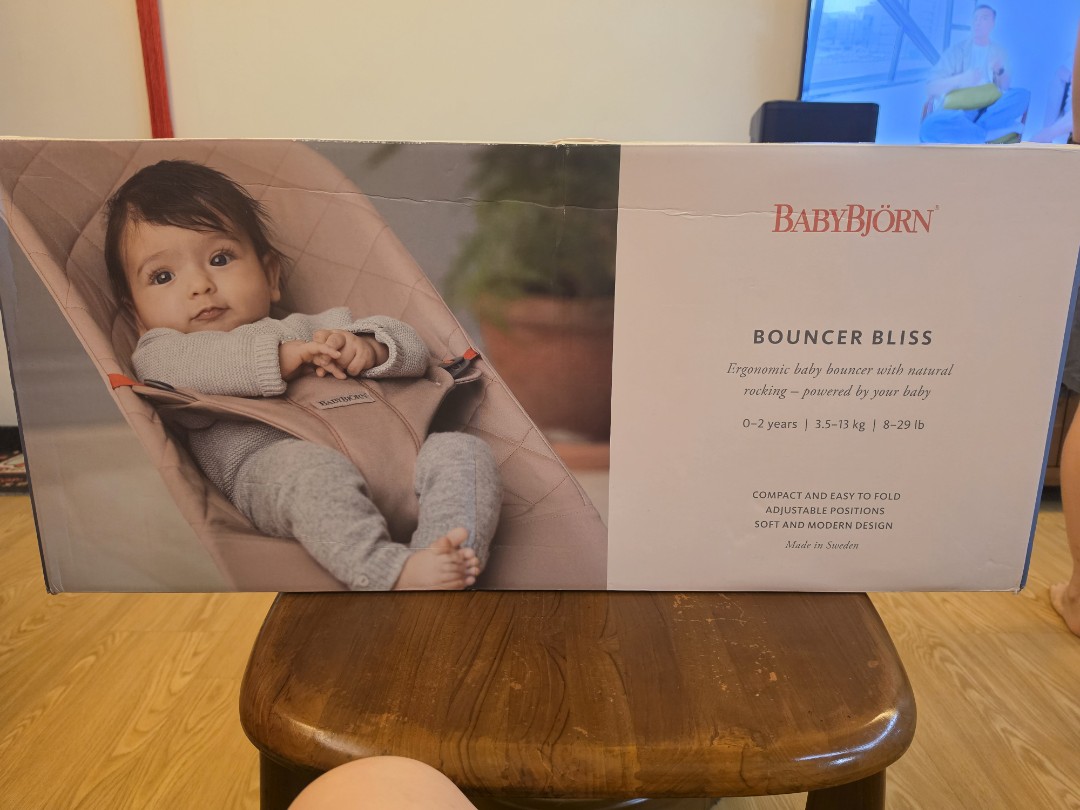 BABYBJÖRN®
BABYBJÖRN
BOUNCER BLISS
Ergonomic baby bouncer with natural
rocking – powered by your baby
0–2 years | 3.5–13 kg | 8–29 lb
COMPACT AND EASY TO FOLD
ADJUSTABLE POSITIONS
SOFT AND MODERN DESIGN
Made in Sweden